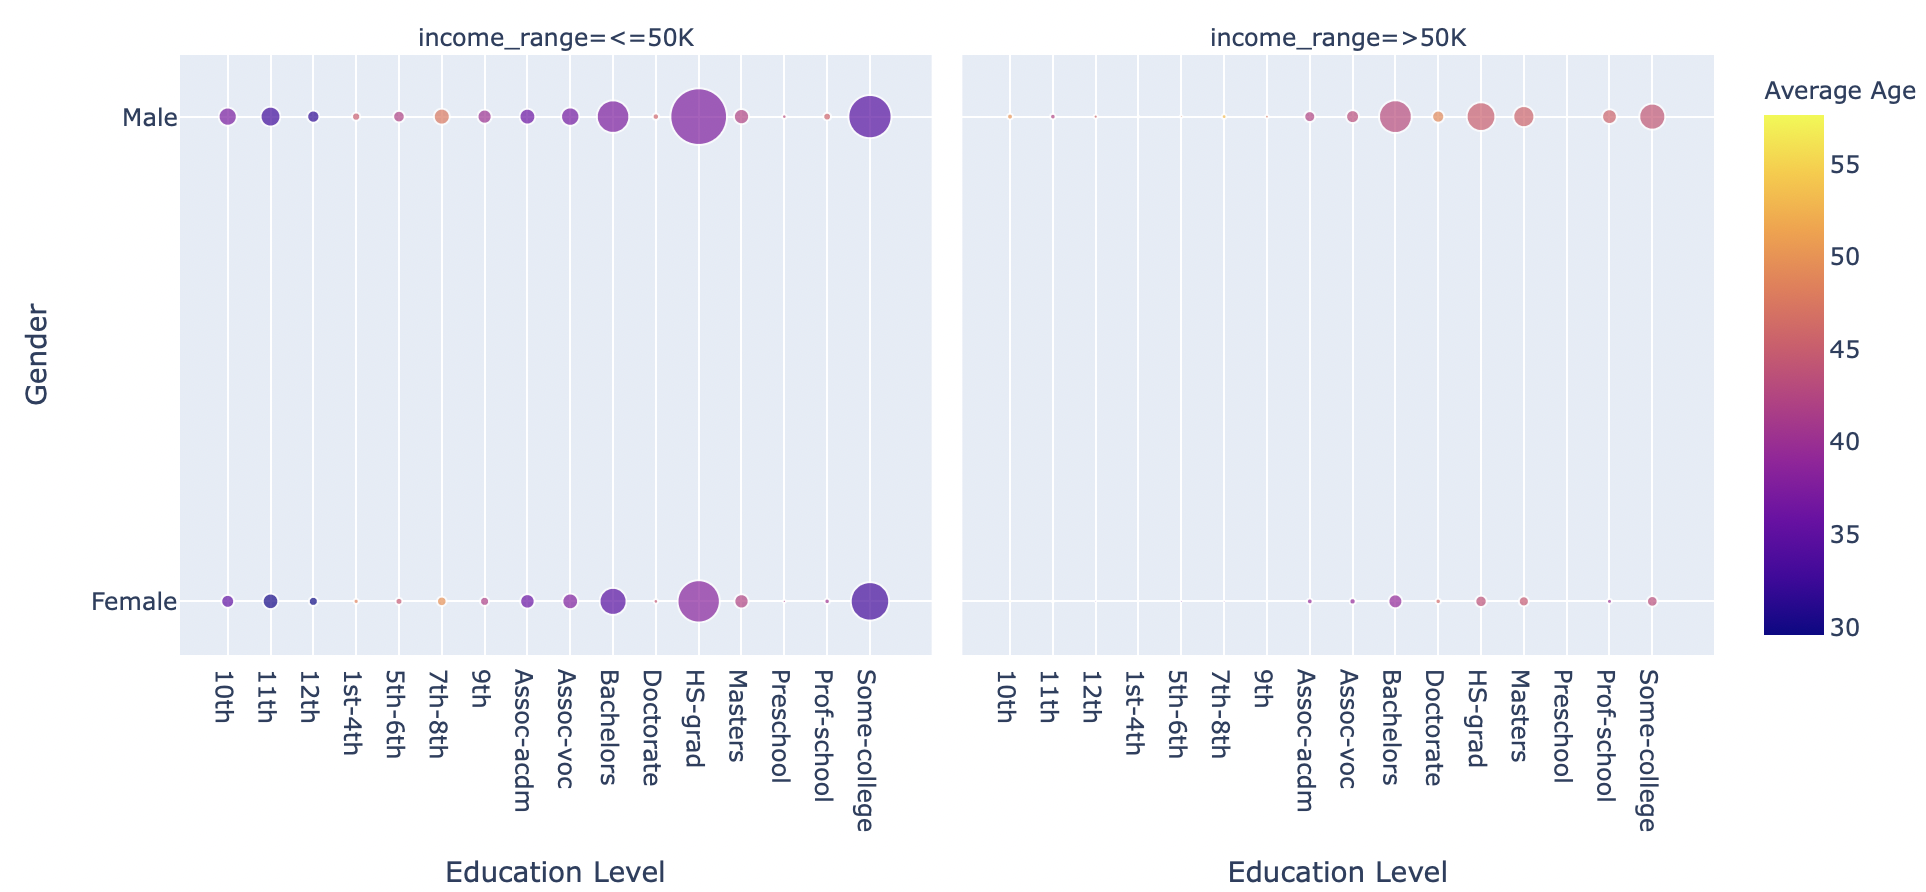 income_range=<=50K
income_range=>50K
Average Age
55
50
45
40
35
30
Gender
Male
Female
10th
11th
12th
1st-4th
5th-6th
7th-8th
9th
Assoc-acdm
Assoc-voc
Bachelors
Doctorate
HS-grad
Masters
Preschool
Prof-school
Some-college
10th
11th
12th
1st-4th
5th-6th
7th-8th
9th
Assoc-acdm
Assoc-voc
Bachelors
Doctorate
HS-grad
Masters
Preschool
Prof-school
Some-college
Education Level
Education Level